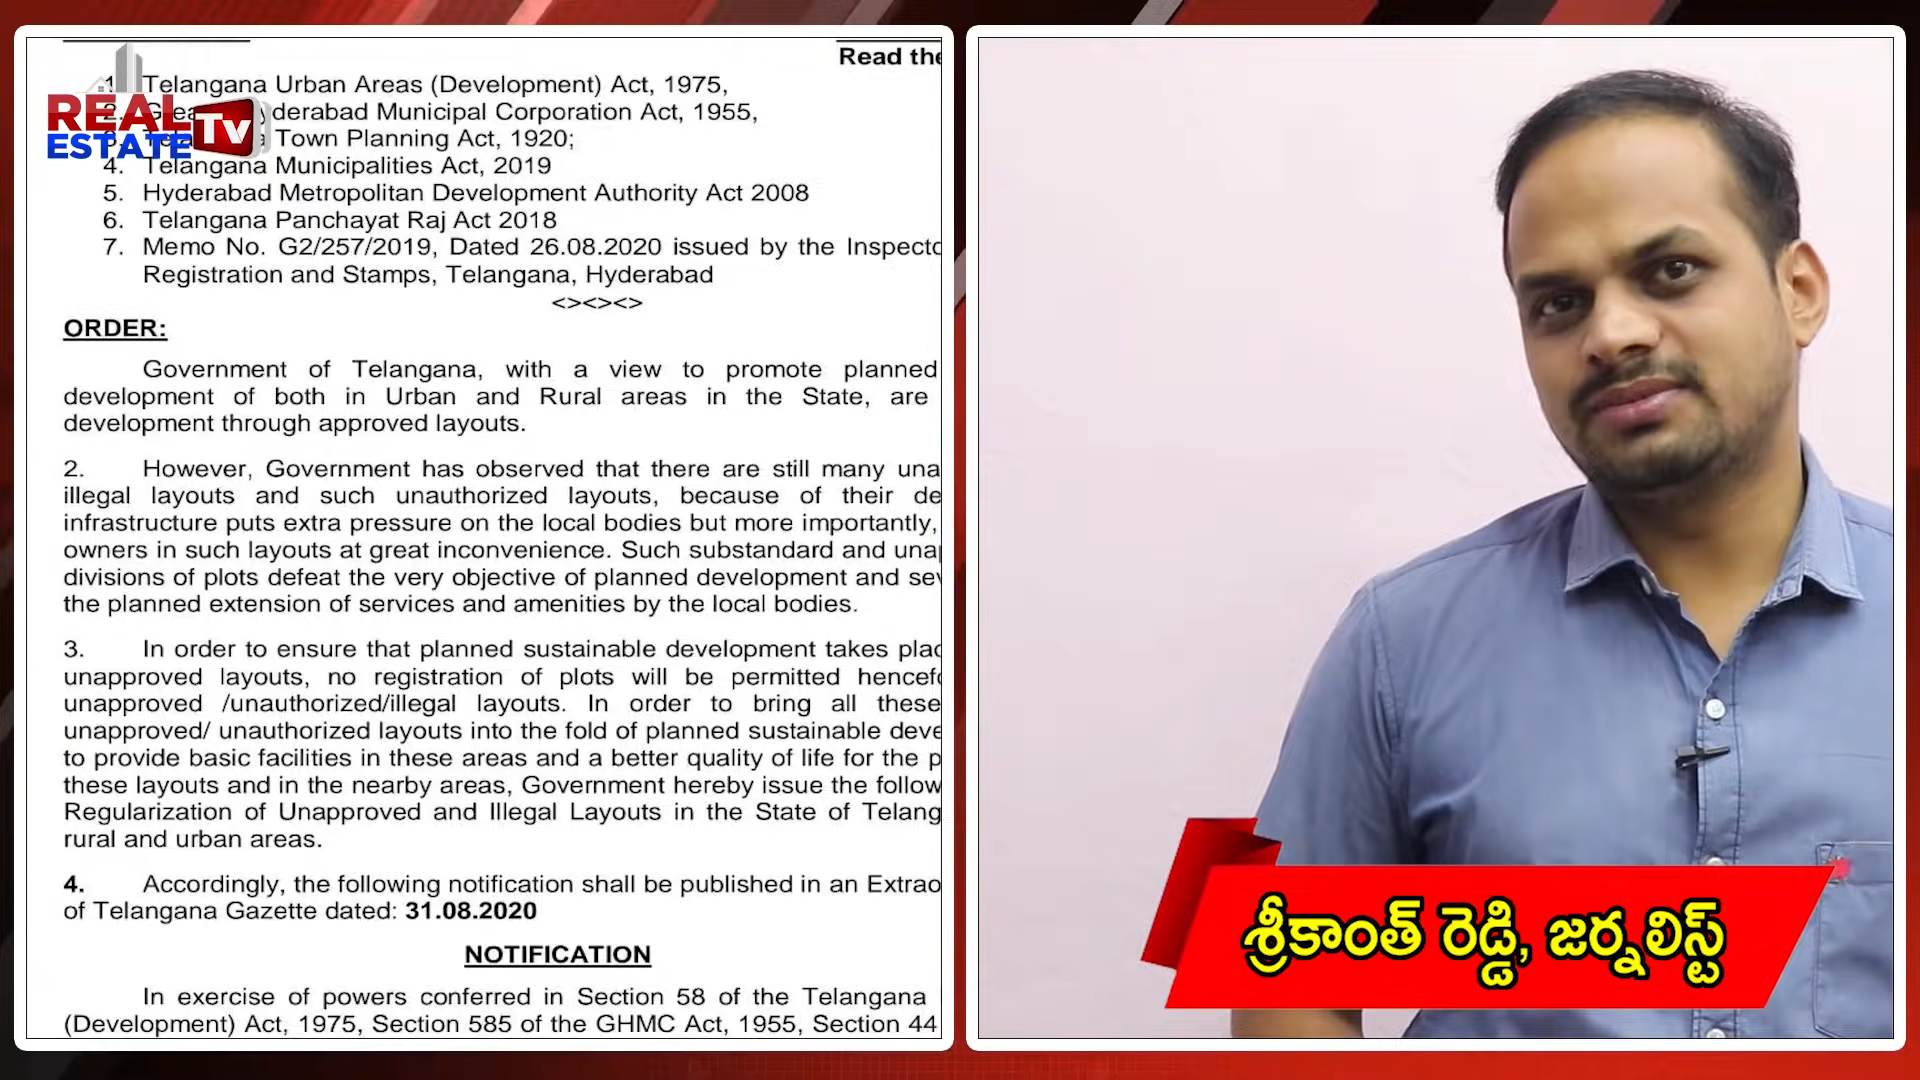 Read the
1. Telangana Urban Areas (Development) Act, 1975,
2. Grea yderabad Municipal Corporation Act, 1955,
Town Planning Act, 1920;
4. Telangana Municipalities Act, 2019
5. Hyderabad Metropolitan Development Authority Act 2008
6. Telangana Panchayat Raj Act 2018
7. Memo No. G2/257/2019, Dated 26.08.2020 issued by the Inspecto
Registration and Stamps, Telangana, Hyderabad
<><><>
REAL
ESTATE Tv
ORDER:
Government of Telangana, with a view to promote planned
development of both in Urban and Rural areas in the State, are
development through approved layouts.
2. However, Government has observed that there are still many una
illegal layouts and such unauthorized layouts, because of their de
infrastructure puts extra pressure on the local bodies but more importantly,
owners in such layouts at great inconvenience. Such substandard and una
divisions of plots defeat the very objective of planned development and sev
the planned extension of services and amenities by the local bodies.
3. In order to ensure that planned sustainable development takes plac
unapproved layouts, no registration of plots will be permitted hencefo
unapproved /unauthorized/illegal layouts. In order to bring all these
unapproved/ unauthorized layouts into the fold of planned sustainable deve
to provide basic facilities in these areas and a better quality of life for the p
these layouts and in the nearby areas, Government hereby issue the follow
Regularization of Unapproved and Illegal Layouts in the State of Telang
rural and urban areas.
4. Accordingly, the following notification shall be published in an Extrao
of Telangana Gazette dated: 31.08.2020
NOTIFICATION
In exercise of powers conferred in Section 58 of the Telangana
(Development) Act, 1975, Section 585 of the GHMC Act, 1955, Section 44
శ్రీకాంత్ రెడ్డి, జర్నలిస్ట్